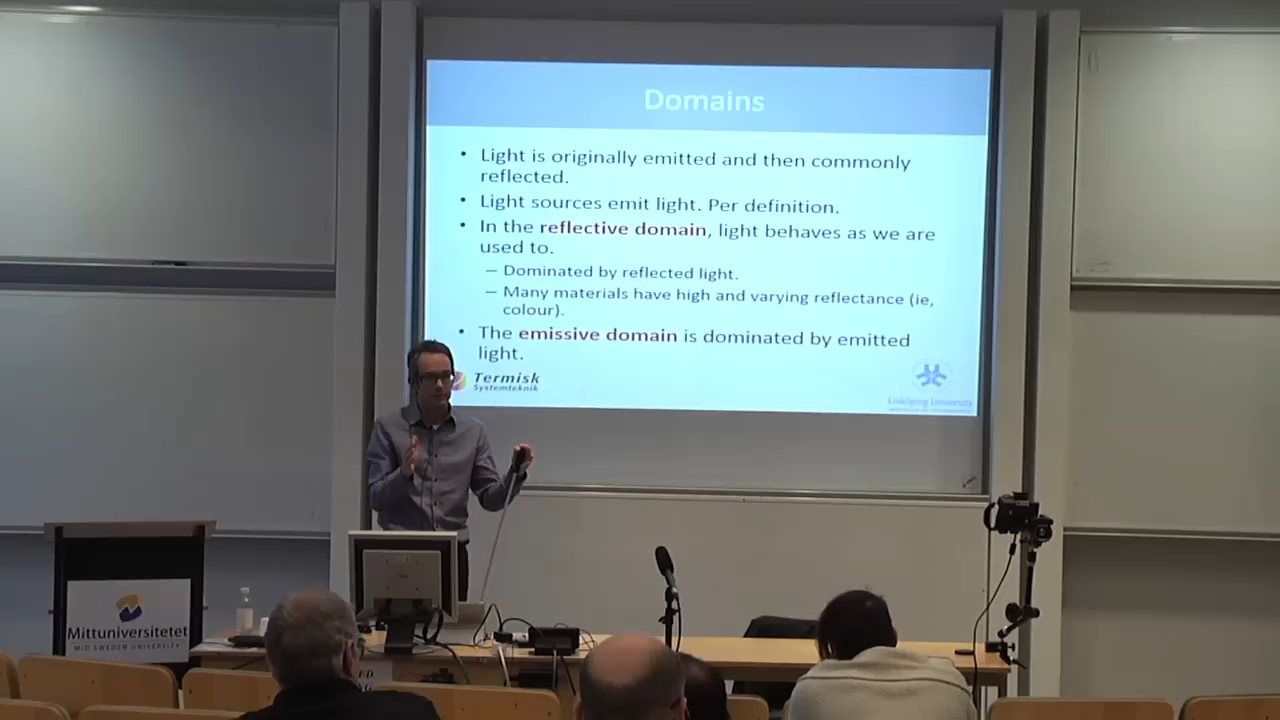 Domains
• Light is originally emitted and then commonly
reflected.
• Light sources emit light. Per definition.
• In the reflective domain, light behaves as we are
used to.
– Dominated by reflected light.
– Many materials have high and varying reflectance (ie,
colour).
• The emissive domain is dominated by emitted
light.
Termisk
Systemteknik
Linköping University
Mittuniversitetet
MID SWEDEN UNIVERSITY